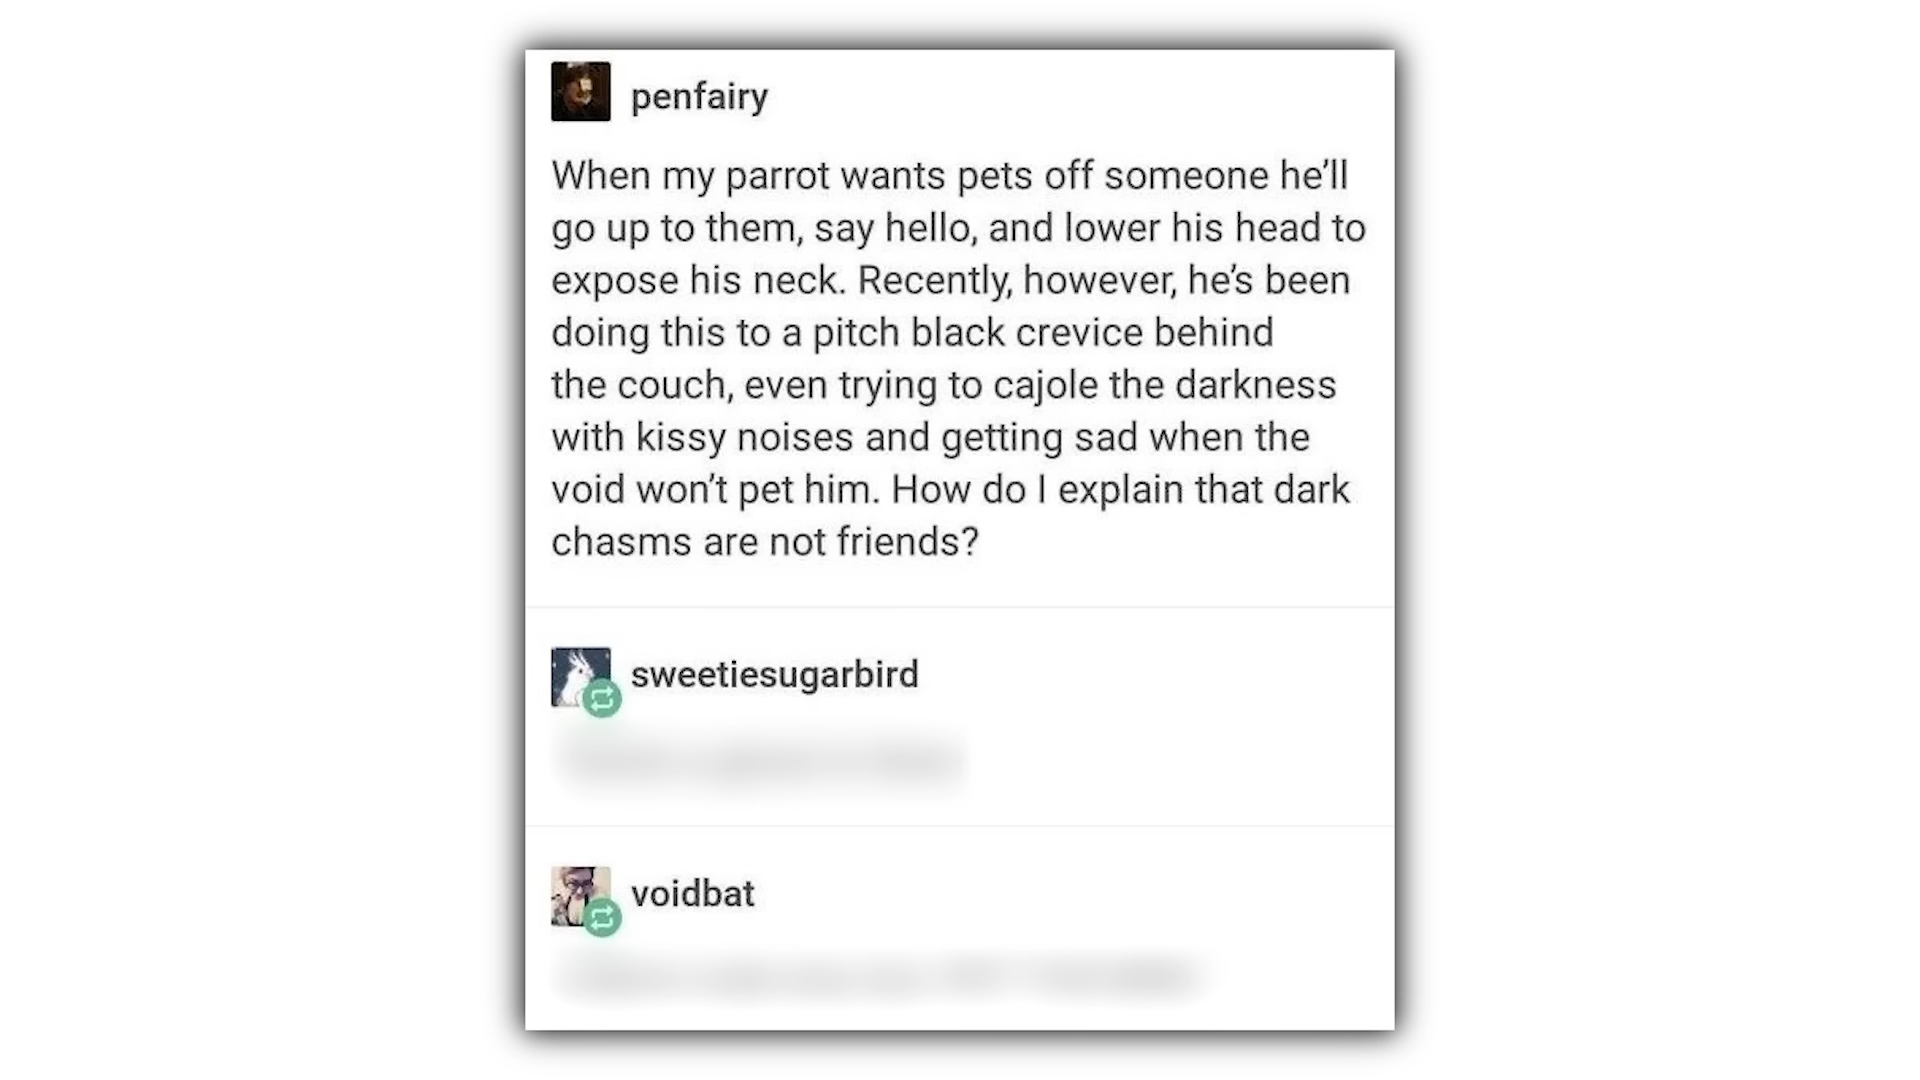 penfairy
When my parrot wants pets off someone he’ll
go up to them, say hello, and lower his head to
expose his neck. Recently, however, he’s been
doing this to a pitch black crevice behind
the couch, even trying to cajole the darkness
with kissy noises and getting sad when the
void won’t pet him. How do I explain that dark
chasms are not friends?
sweetiesugarbird
voidbat